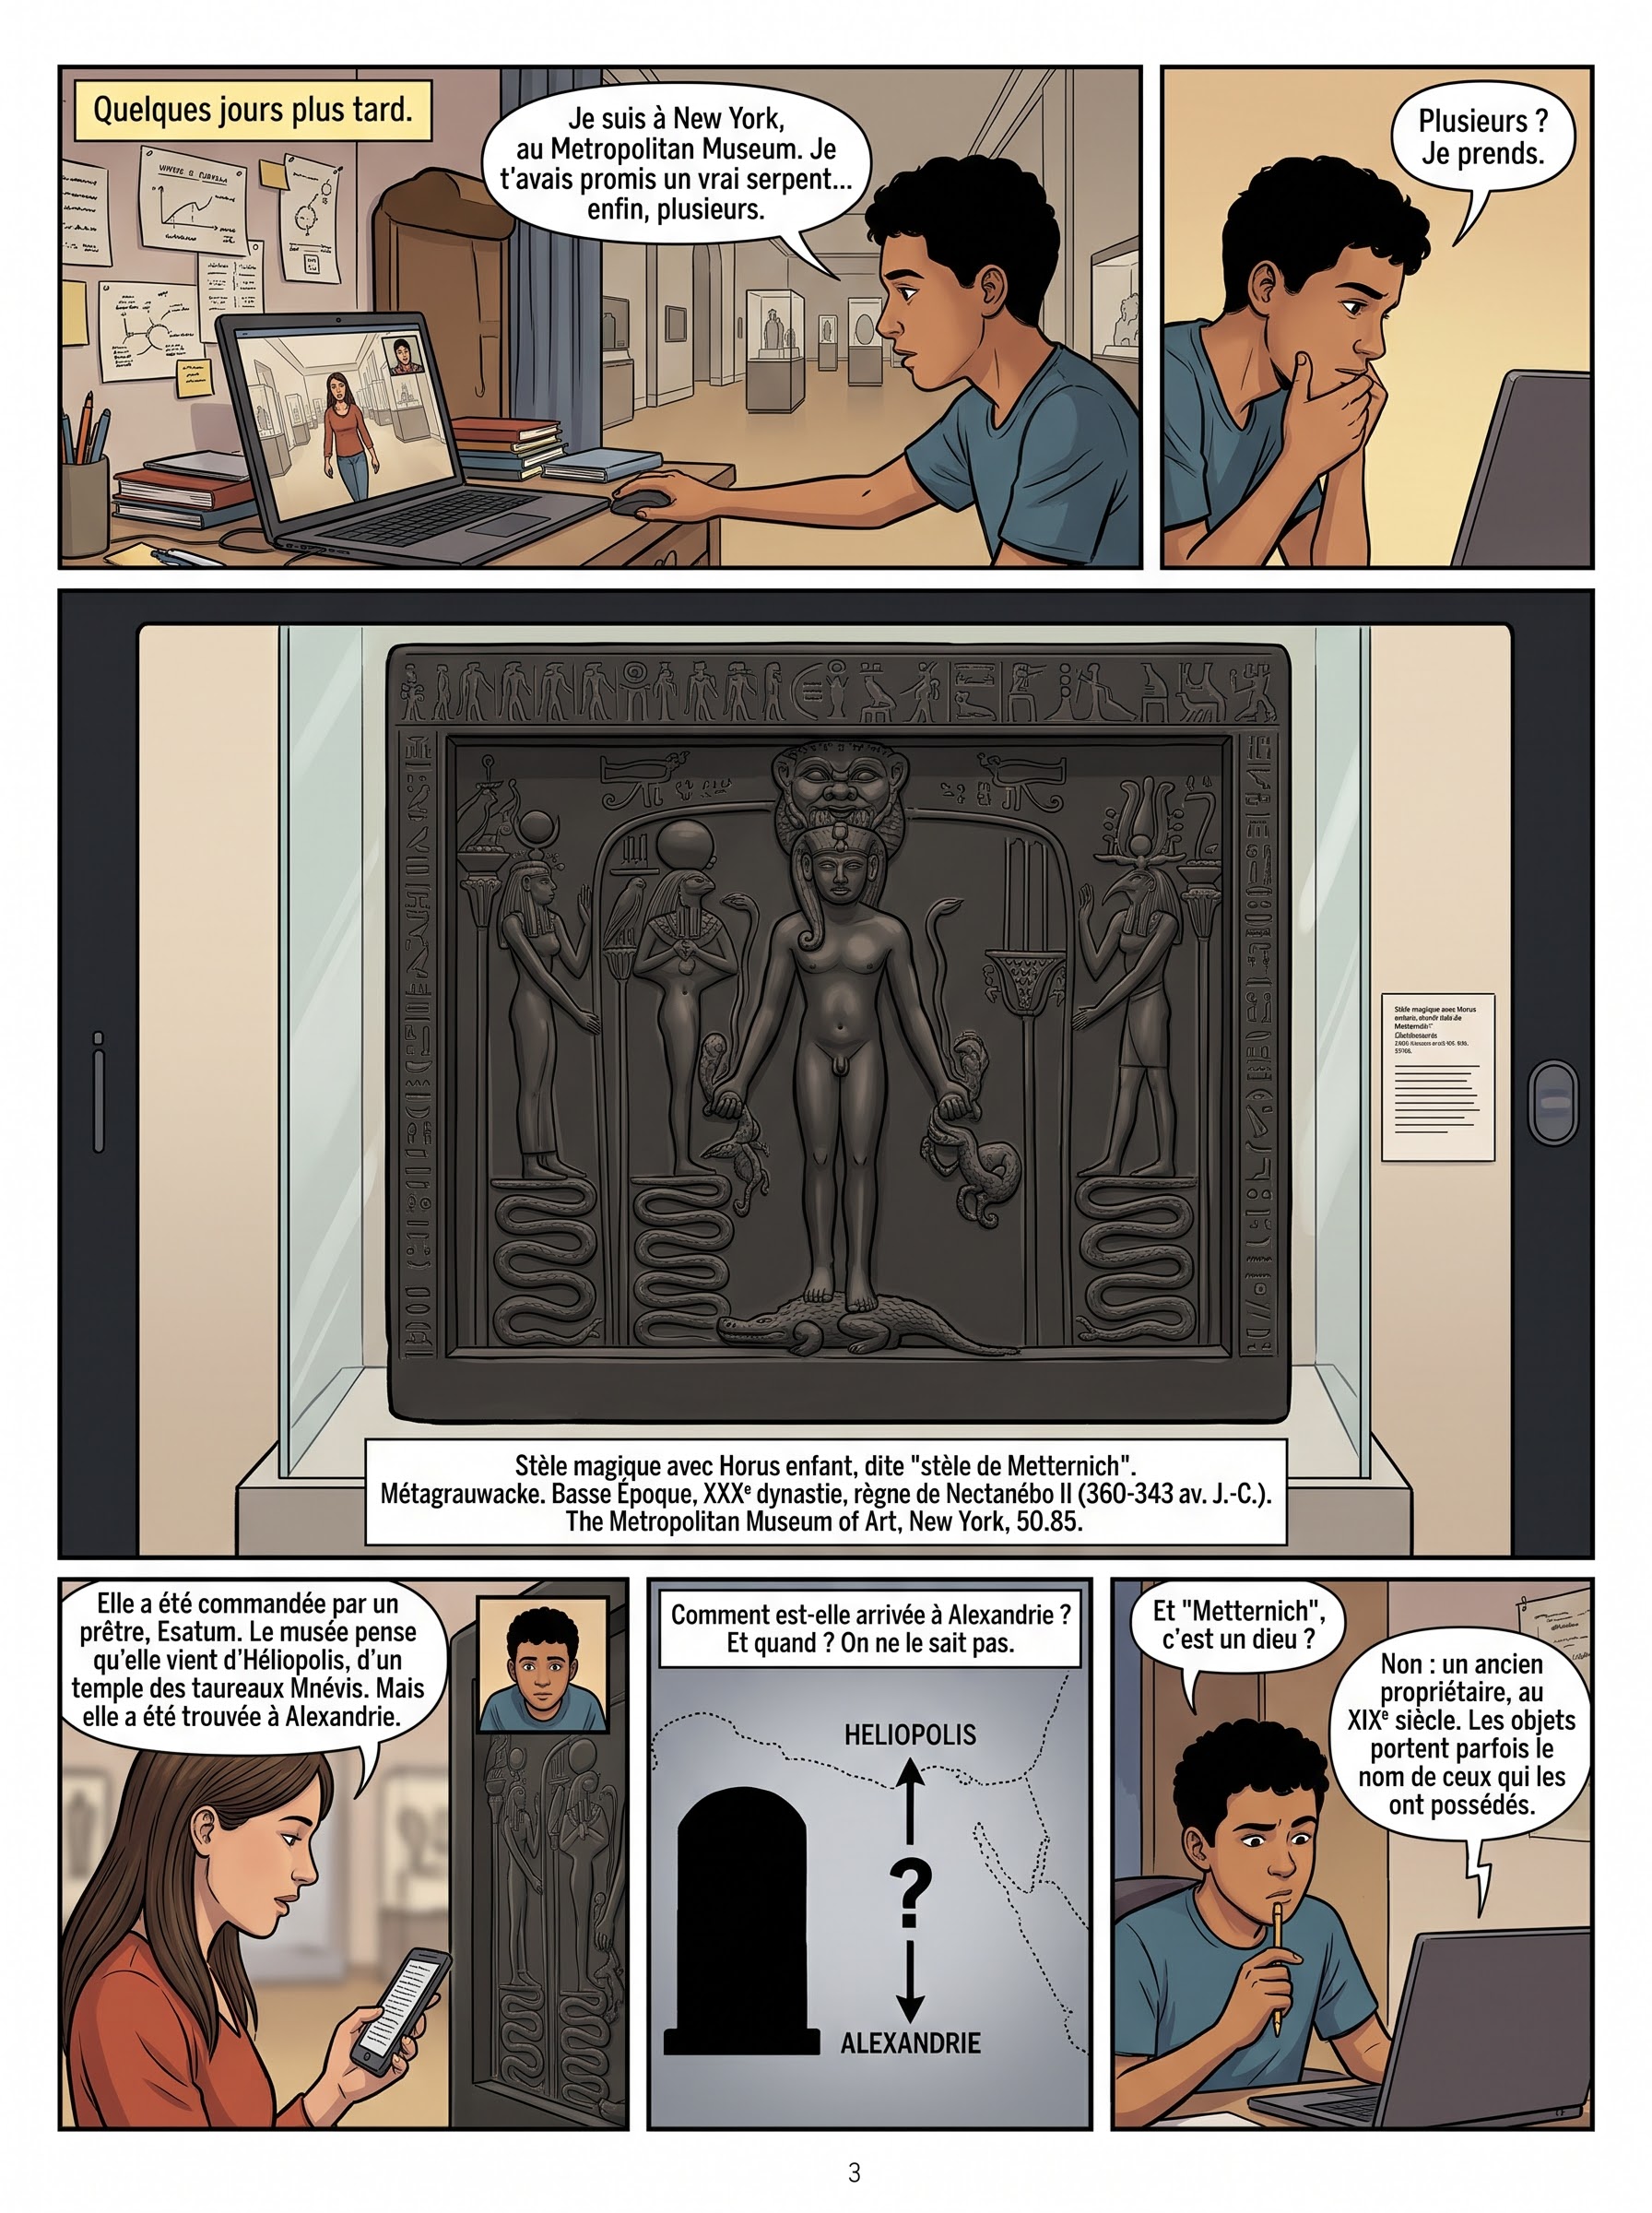 Quelques jours plus tard.
Je suis à New York,
au Metropolitan Museum. Je
t'avais promis un vrai serpent...
enfin, plusieurs.
Plusieurs ?
Je prends.
Stèle magique avec Horus
Stèle magique avec Horus enfant, dite "stèle de Metternich".
Métagrauwacke. Basse Époque, XXXᵉ dynastie, règne de Nectanébo II (360-343 av. J.-C.).
The Metropolitan Museum of Art, New York, 50.85.
Elle a été commandée par un
prêtre, Esatum. Le musée pense
qu'elle vient d'Héliopolis, d'un
temple des taureaux Mnévis. Mais
elle a été trouvée à Alexandrie.
Comment est-elle arrivée à Alexandrie ?
Et quand ? On ne le sait pas.
HELIOPOLIS
?
ALEXANDRIE
Et "Metternich",
c'est un dieu ?
Non : un ancien
propriétaire, au
XIXᵉ siècle. Les objets
portent parfois le
nom de ceux qui les
ont possédés.
3